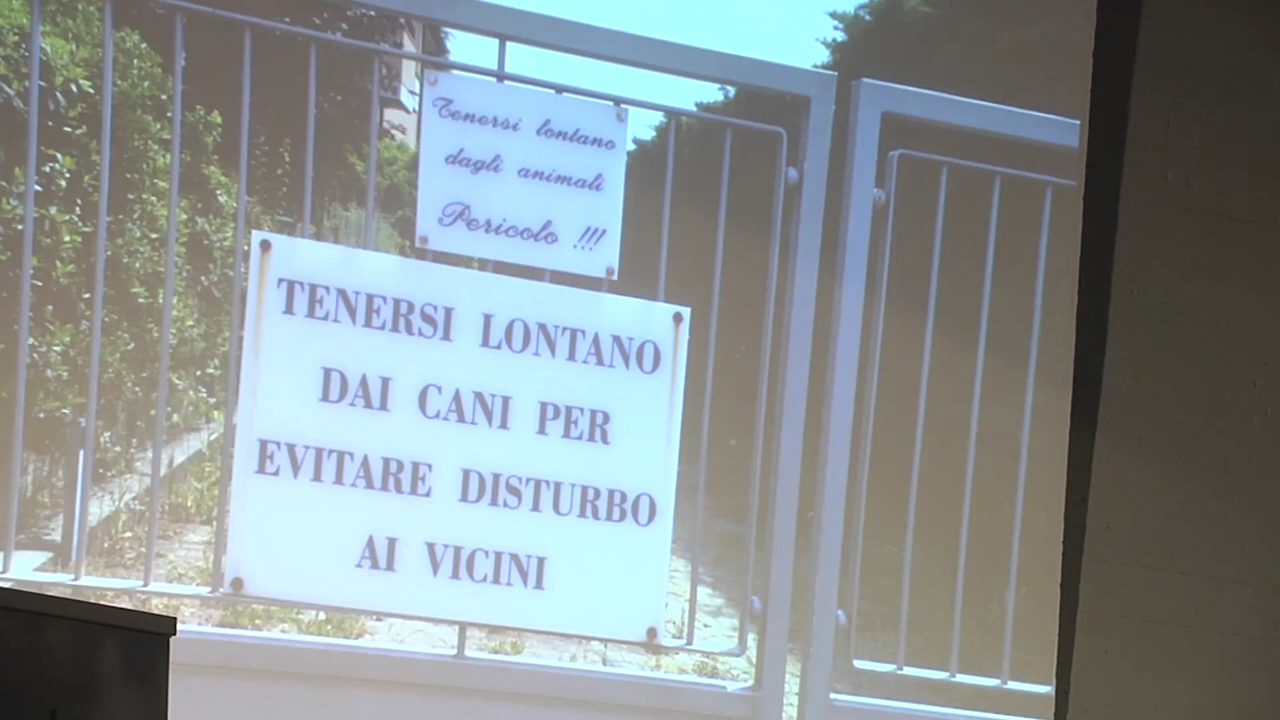 Tenersi lontano
dagli animali
Pericolo !!!
TENERSI LONTANO
DAI CANI PER
EVITARE DISTURBO
AI VICINI